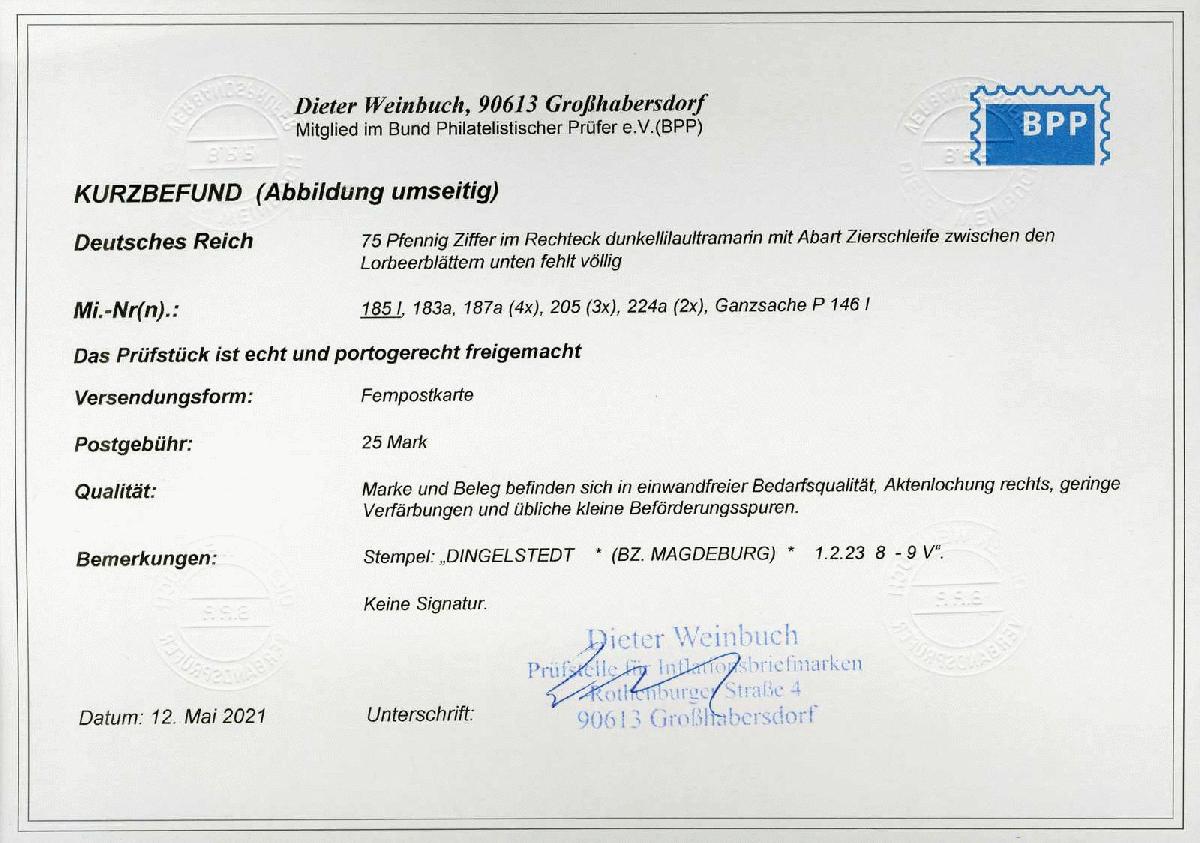 Dieter Weinbuch, 90613 Großhabersdorf
Mitglied im Bund Philatelistischer Prüfer e.V.(BPP)
BPP
KURZBEFUND (Abbildung umseitig)
Deutsches Reich
75 Pfennig Ziffer im Rechteck dunkellilaultramarin mit Abart Zierschleife zwischen den
Lorbeerblättern unten fehlt völlig
Mi.-Nr(n).: 185 I, 183a, 187a (4x), 205 (3x), 224a (2x), Ganzsache P 146 I
Das Prüfstück ist echt und portogerecht freigemacht
Versendungsform: Fernpostkarte
Postgebühr: 25 Mark
Qualität: Marke und Beleg befinden sich in einwandfreier Bedarfsqualität, Aktenlochung rechts, geringe
Verfärbungen und übliche kleine Beförderungsspuren.
Bemerkungen: Stempel: „DINGELSTEDT * (BZ. MAGDEBURG) * 1.2.23 8 - 9 V“.
Keine Signatur.
Dieter Weinbuch
Prüfstelle für Inflationsbriefmarken
Rothenburger Straße 4
90613 Großhabersdorf
Datum: 12. Mai 2021 Unterschrift: